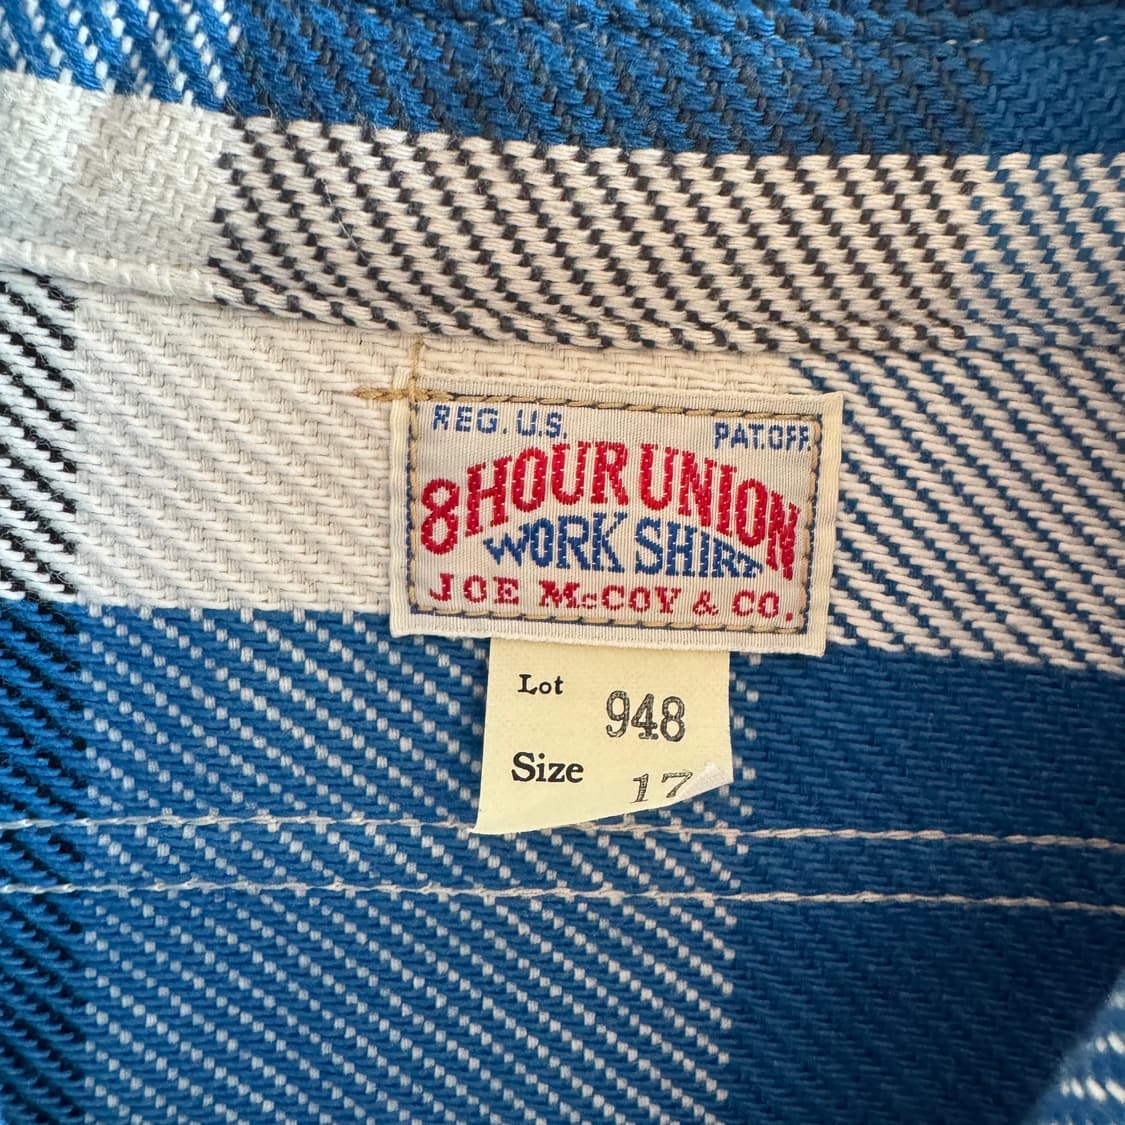 REG. U.S. PAT. OFF.
8 HOUR UNION
WORK SHIRT
JOE McCOY & CO.
Lot 948
Size 17